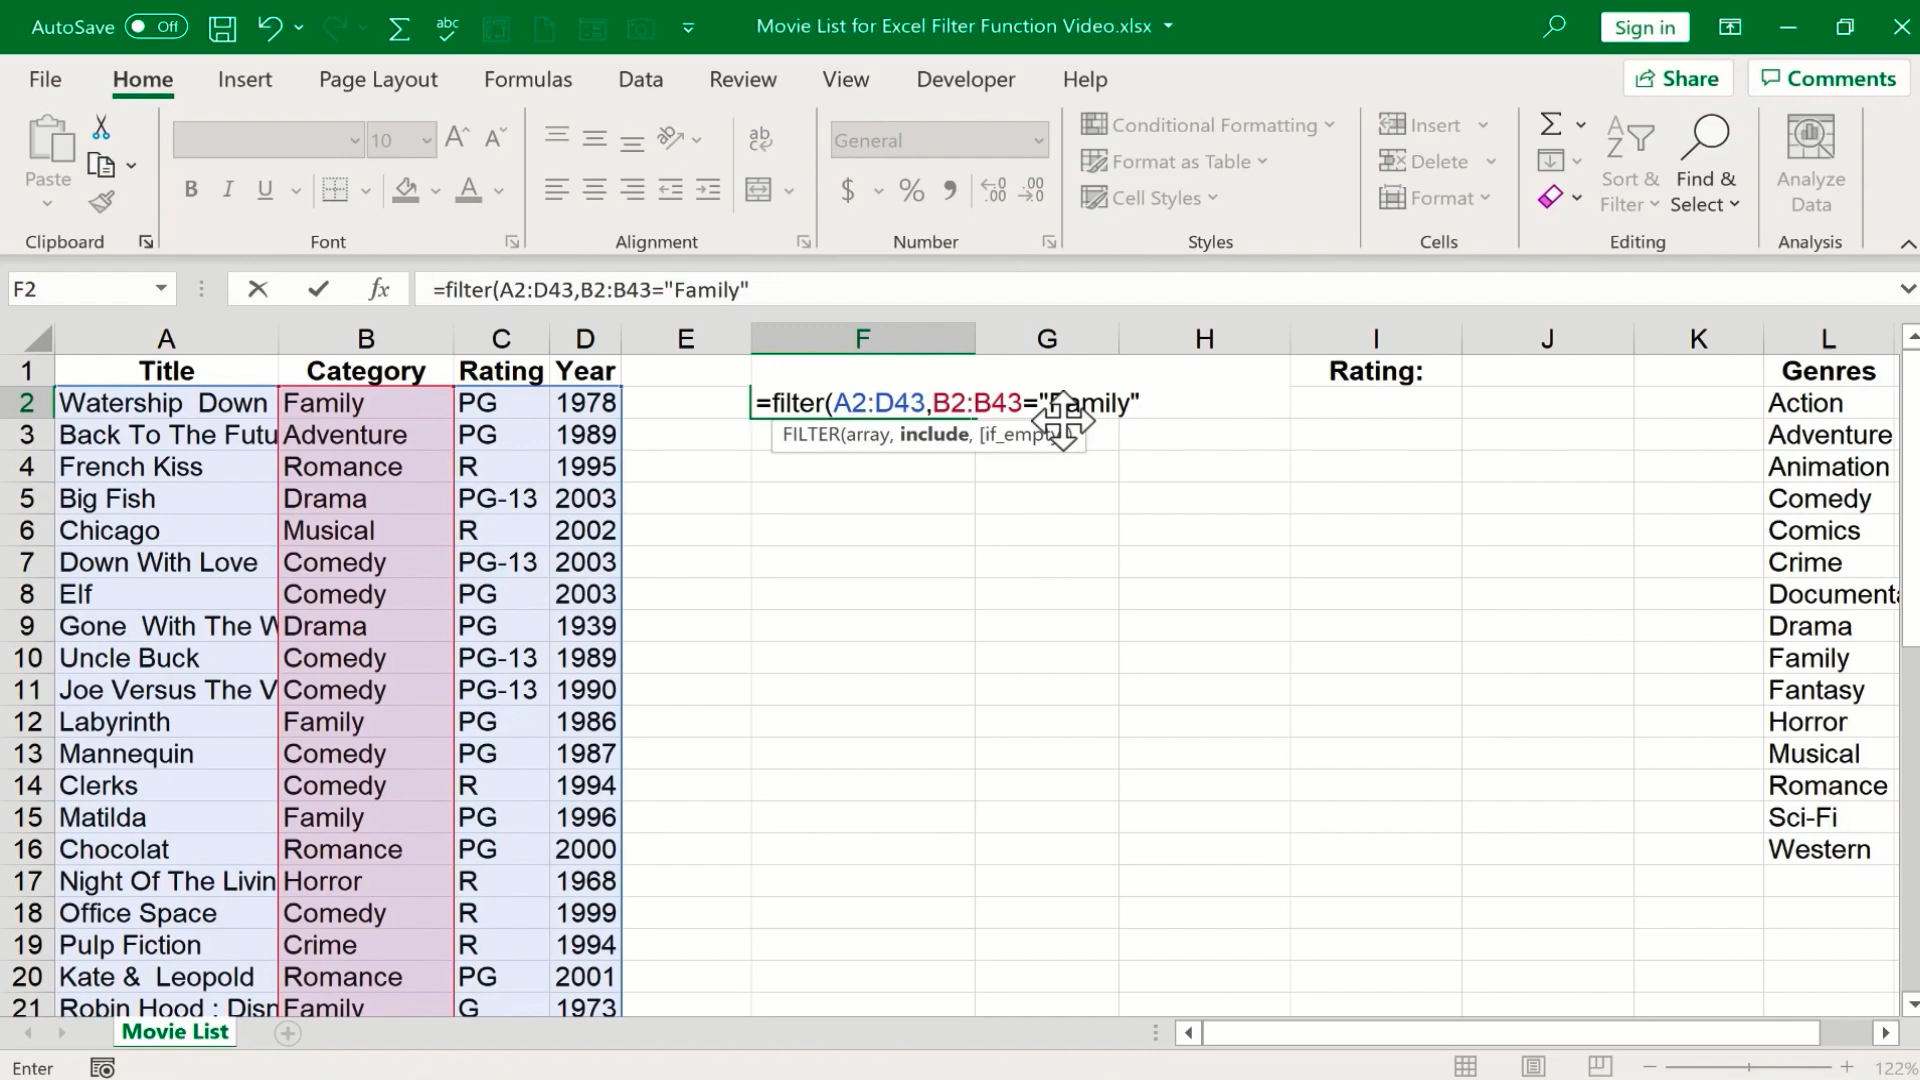 AutoSave Off
Movie List for Excel Filter Function Video.xlsx
Sign in
File Home Insert Page Layout Formulas Data Review View Developer Help
Share Comments
Paste
Clipboard
10
B I U
Font
ab
Alignment
General
$ % 9 .00
Number
Conditional Formatting
Format as Table
Cell Styles
Styles
Insert
Delete
Format
Cells
Sort & Filter
Find & Select
Editing
Analyze Data
Analysis
F2 fx =filter(A2:D43,B2:B43="Family"
A B C D E F G H I J K L
1 Title Category Rating Year Rating: Genres
2 Watership Down Family PG 1978 =filter(A2:D43,B2:B43="Family" Action
3 Back To The Futu Adventure PG 1989 FILTER(array, include, [if_empty]) Adventure
4 French Kiss Romance R 1995 Animation
5 Big Fish Drama PG-13 2003 Comedy
6 Chicago Musical R 2002 Comics
7 Down With Love Comedy PG-13 2003 Crime
8 Elf Comedy PG 2003 Documenta
9 Gone With The W Drama PG 1939 Drama
10 Uncle Buck Comedy PG-13 1989 Family
11 Joe Versus The V Comedy PG-13 1990 Fantasy
12 Labyrinth Family PG 1986 Horror
13 Mannequin Comedy PG 1987 Musical
14 Clerks Comedy R 1994 Romance
15 Matilda Family PG 1996 Sci-Fi
16 Chocolat Romance PG 2000 Western
17 Night Of The Livin Horror R 1968
18 Office Space Comedy R 1999
19 Pulp Fiction Crime R 1994
20 Kate & Leopold Romance PG 2001
21 Robin Hood : Disn Family G 1973
Movie List
Enter
122%